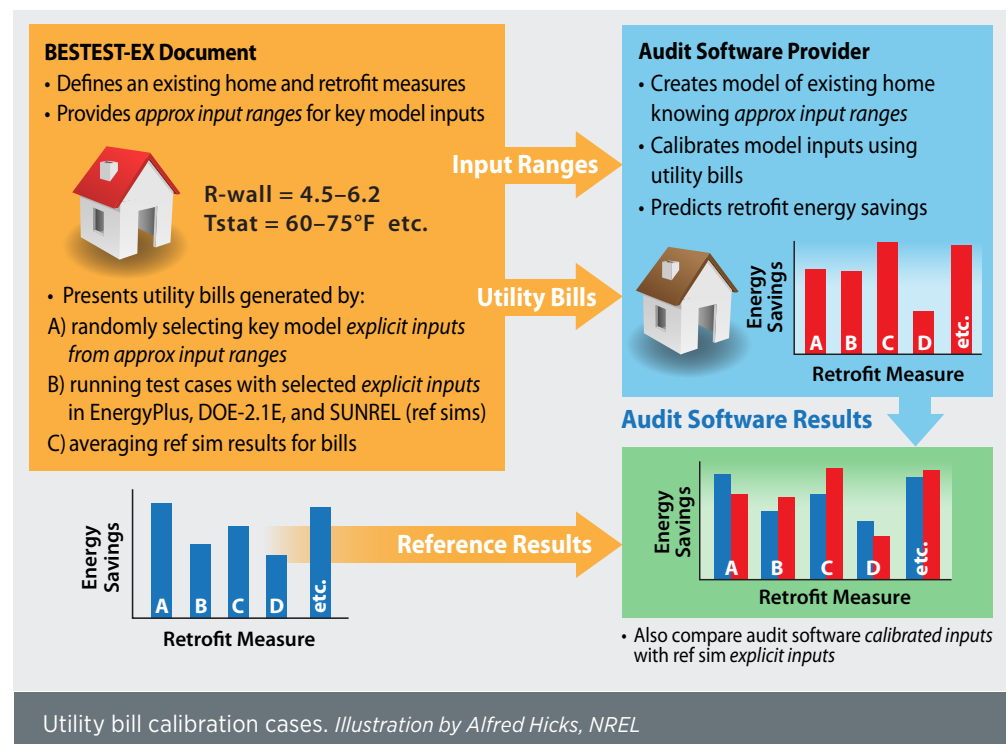 BESTEST-EX Document
• Defines an existing home and retrofit measures
• Provides approx input ranges for key model inputs
R-wall = 4.5–6.2
Tstat = 60–75°F etc.
• Presents utility bills generated by:
A) randomly selecting key model explicit inputs
from approx input ranges
B) running test cases with selected explicit inputs
in EnergyPlus, DOE-2.1E, and SUNREL (ref sims)
C) averaging ref sim results for bills
Input Ranges
Utility Bills
Audit Software Provider
• Creates model of existing home
knowing approx input ranges
• Calibrates model inputs using
utility bills
• Predicts retrofit energy savings
Energy
Savings
A B C D etc.
Retrofit Measure
Audit Software Results
Energy
Savings
A B C D etc.
Retrofit Measure
Reference Results
Energy
Savings
A B C D etc.
Retrofit Measure
• Also compare audit software calibrated inputs
with ref sim explicit inputs
Utility bill calibration cases. Illustration by Alfred Hicks, NREL